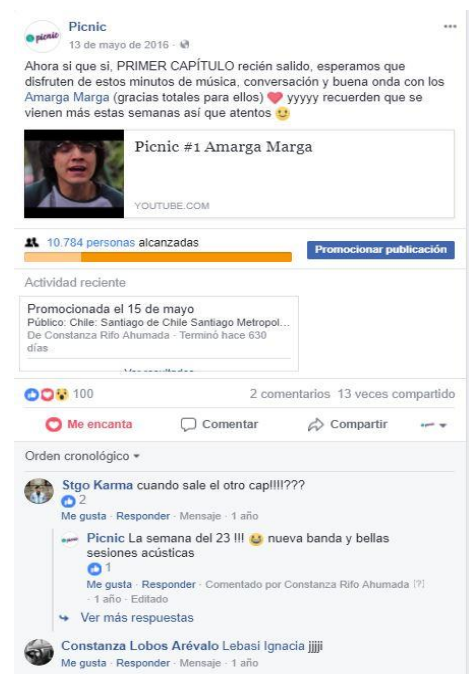 picnic
Picnic
13 de mayo de 2016 ·
Ahora si que si, PRIMER CAPÍTULO recién salido, esperamos que
disfruten de estos minutos de música, conversación y buena onda con los
Amarga Marga (gracias totales para ellos) ❤ yyyyy recuerden que se
vienen más estas semanas así que atentos 😉
Picnic #1 Amarga Marga
YOUTUBE.COM
10.784 personas alcanzadas
Promocionar publicación
Actividad reciente
Promocionada el 15 de mayo
Público: Chile: Santiago de Chile Santiago Metropol...
De Constanza Rifo Ahumada · Terminó hace 630
días
Ver resultados
100
2 comentarios 13 veces compartido
Me encanta Comentar Compartir
Orden cronológico
Stgo Karma cuando sale el otro cap!!!!???
2
Me gusta · Responder · Mensaje · 1 año
Picnic La semana del 23 !!! 😂 nueva banda y bellas
sesiones acústicas
1
Me gusta · Responder · Comentado por Constanza Rifo Ahumada [?]
· 1 año · Editado
Ver más respuestas
Constanza Lobos Arévalo Lebasi Ignacia jjjjj
Me gusta · Responder · Mensaje · 1 año